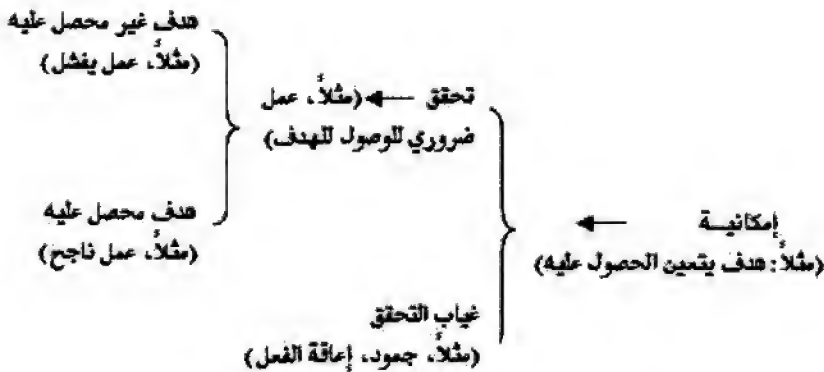 هدف غير محصل عليه
(مثلاً، عمل يفشل)
تحقق ← (مثلاً، عمل
ضروري للوصول للهدف)
هدف محصل عليه
(مثلاً، عمل ناجح)
إمكانية ←
(مثلاً: هدف يتعين الحصول عليه)
غياب التحقق
(مثلاً، جمود، إعاقة الفعل)